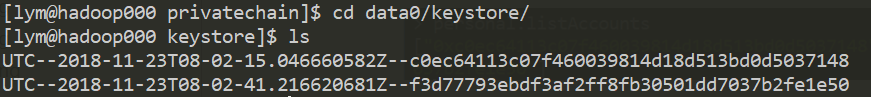 [lym@hadoop000 privatechain]$ cd data0/keystore/
[lym@hadoop000 keystore]$ ls
UTC--2018-11-23T08-02-15.046660582Z--c0ec64113c07f460039814d18d513bd0d5037148
UTC--2018-11-23T08-02-41.216620681Z--f3d77793ebdf3af2ff8fb30501dd7037b2fe1e50